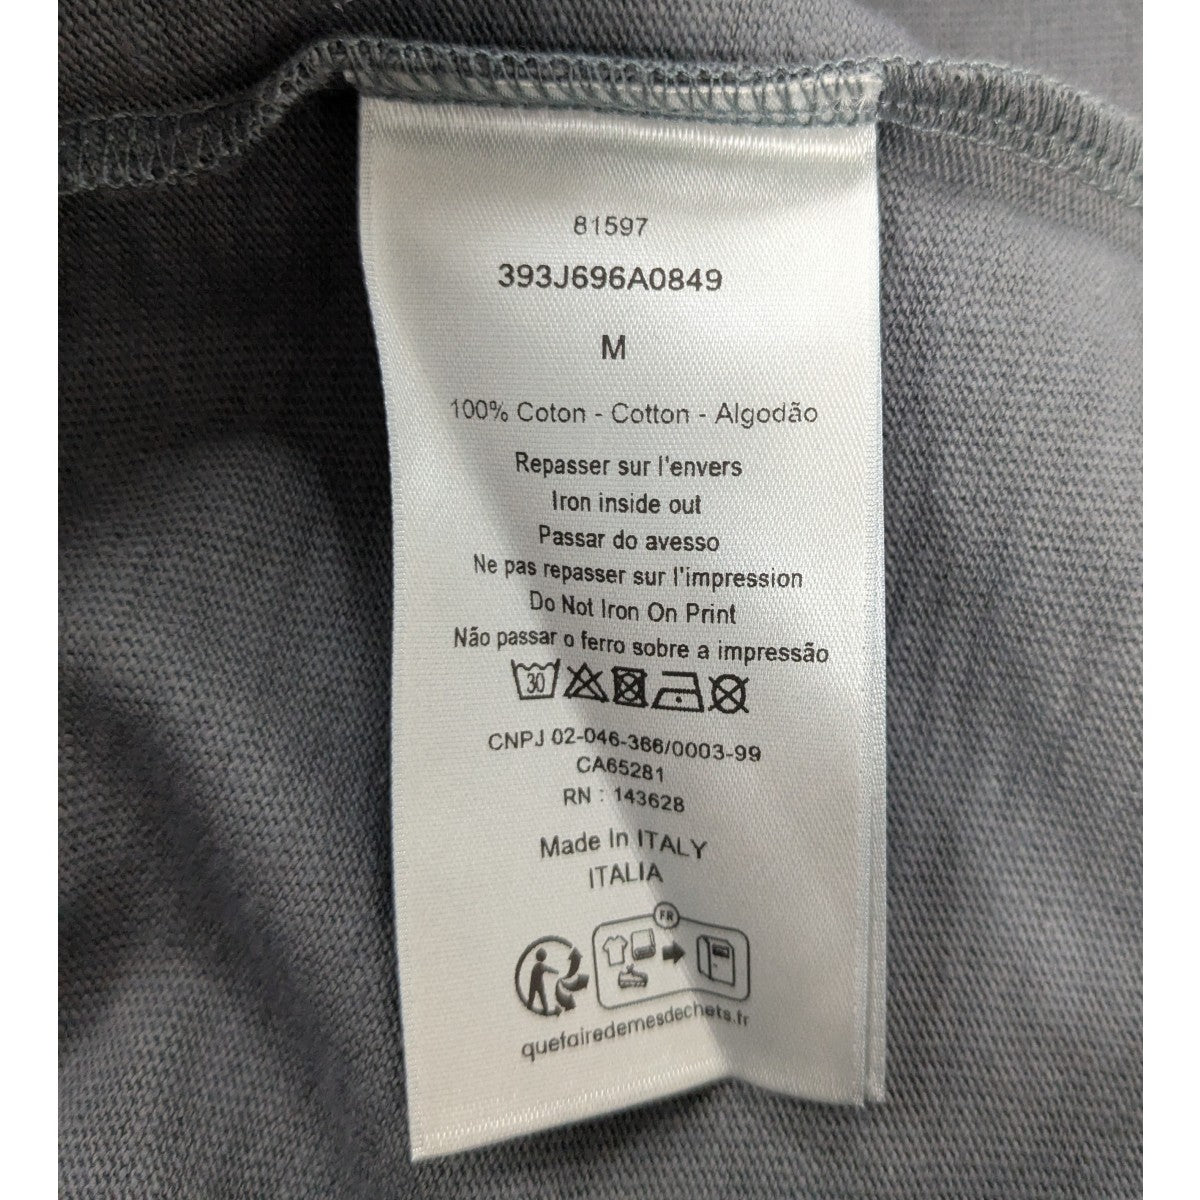 81597
393J696A0849
M
100% Coton - Cotton - Algodão
Repasser sur l'envers
Iron inside out
Passar do avesso
Ne pas repasser sur l'impression
Do Not Iron On Print
Não passar o ferro sobre a impressão
30
CNPJ 02-046-366/0003-99
CA65281
RN : 143628
Made In ITALY
ITALIA
FR
quefairedemesdechets.fr